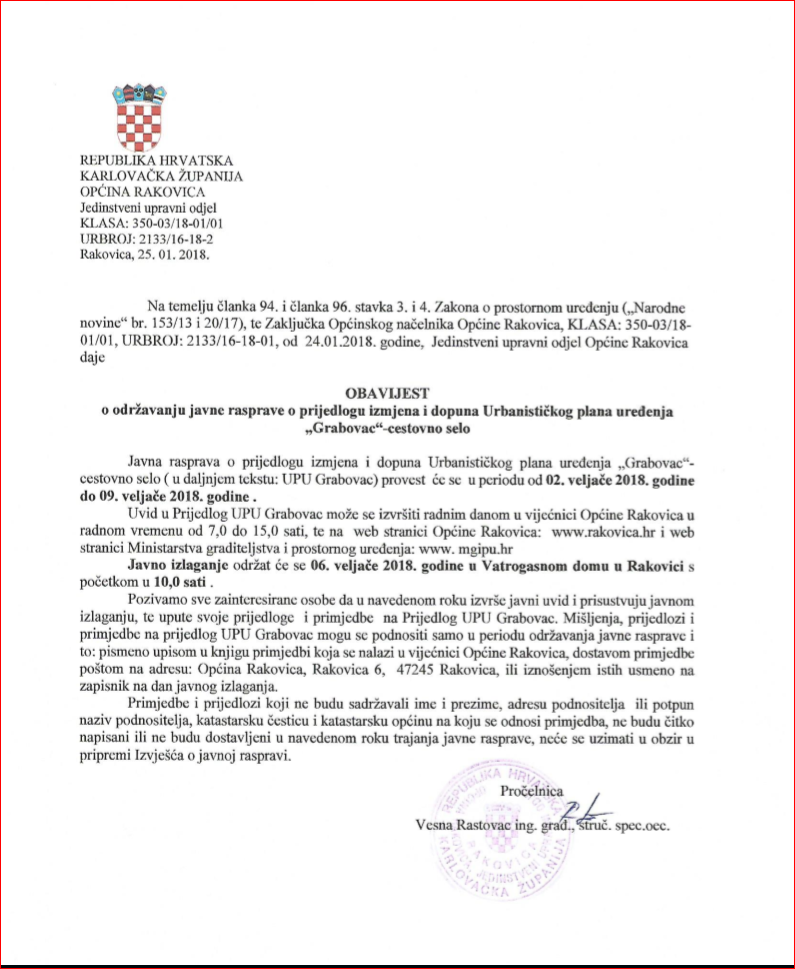 REPUBLIKA HRVATSKA
KARLOVAČKA ŽUPANIJA
OPĆINA RAKOVICA
Jedinstveni upravni odjel
KLASA: 350-03/18-01/01
URBROJ: 2133/16-18-2
Rakovica, 25. 01. 2018.
Na temelju članka 94. i članka 96. stavka 3. i 4. Zakona o prostornom uređenju („Narodne
novine“ br. 153/13 i 20/17), te Zaključka Općinskog načelnika Općine Rakovica, KLASA: 350-03/18-
01/01, URBROJ: 2133/16-18-01, od 24.01.2018. godine, Jedinstveni upravni odjel Općine Rakovica
daje
OBAVIJEST
o održavanju javne rasprave o prijedlogu izmjena i dopuna Urbanističkog plana uređenja
„Grabovac“-cestovno selo
Javna rasprava o prijedlogu izmjena i dopuna Urbanističkog plana uređenja „Grabovac“-
cestovno selo ( u daljnjem tekstu: UPU Grabovac) provest će se u periodu od 02. veljače 2018. godine
do 09. veljače 2018. godine .
Uvid u Prijedlog UPU Grabovac može se izvršiti radnim danom u vijećnici Općine Rakovica u
radnom vremenu od 7,0 do 15,0 sati, te na web stranici Općine Rakovica: www.rakovica.hr i web
stranici Ministarstva graditeljstva i prostornog uređenja: www. mgipu.hr
Javno izlaganje održat će se 06. veljače 2018. godine u Vatrogasnom domu u Rakovici s
početkom u 10,0 sati .
Pozivamo sve zainteresirane osobe da u navedenom roku izvrše javni uvid i prisustvuju javnom
izlaganju, te upute svoje prijedloge i primjedbe na Prijedlog UPU Grabovac. Mišljenja, prijedlozi i
primjedbe na prijedlog UPU Grabovac mogu se podnositi samo u periodu održavanja javne rasprave i
to: pismeno upisom u knjigu primjedbi koja se nalazi u vijećnici Općine Rakovica, dostavom primjedbe
poštom na adresu: Općina Rakovica, Rakovica 6, 47245 Rakovica, ili iznošenjem istih usmeno na
zapisnik na dan javnog izlaganja.
Primjedbe i prijedlozi koji ne budu sadržavali ime i prezime, adresu podnositelja ili potpun
naziv podnositelja, katastarsku česticu i katastarsku općinu na koju se odnosi primjedba, ne budu čitko
napisani ili ne budu dostavljeni u navedenom roku trajanja javne rasprave, neće se uzimati u obzir u
pripremi Izvješća o javnoj raspravi.
Pročelnica
Vesna Rastovac ing. građ., struč. spec.oec.
REPUBLIKA HRVATSKA
KARLOVAČKA ŽUPANIJA
RAKOVICA